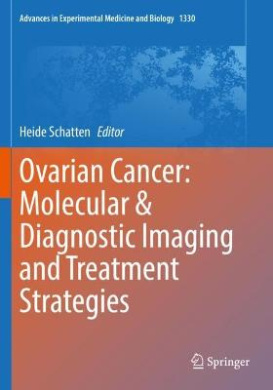 Advances in Experimental Medicine and Biology 1330
Heide Schatten Editor
Ovarian Cancer:
Molecular &
Diagnostic Imaging
and Treatment
Strategies
Springer